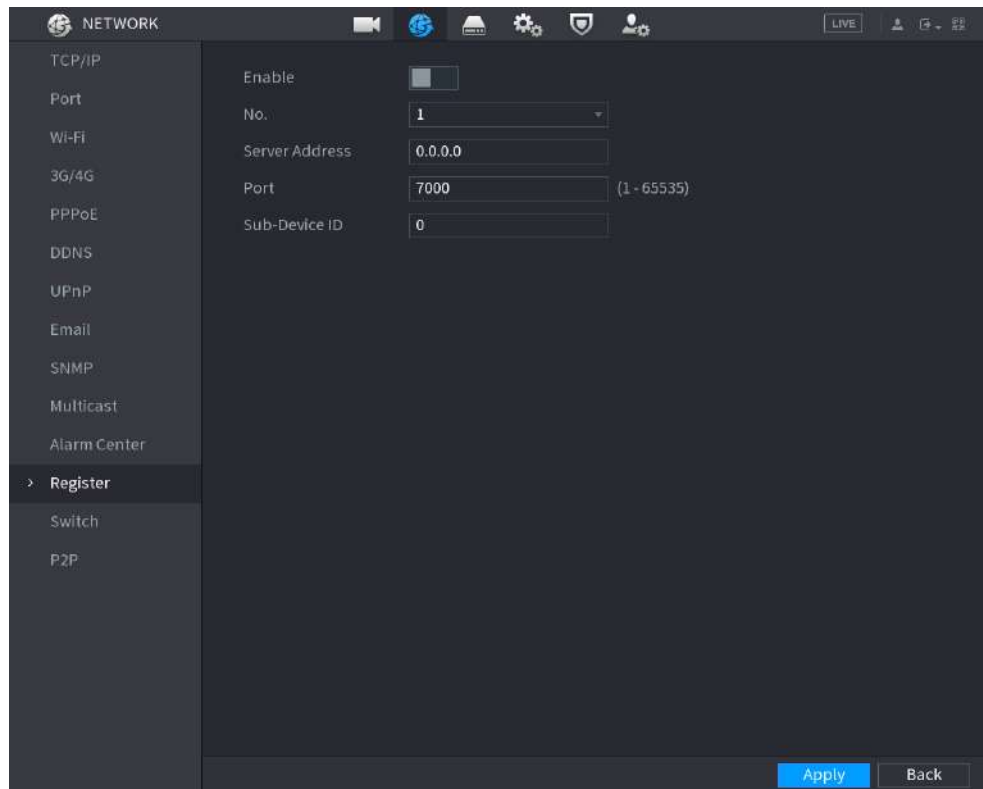 NETWORK
LIVE
TCP/IP
Port
Wi-Fi
3G/4G
PPPoE
DDNS
UPnP
Email
SNMP
Multicast
Alarm Center
> Register
Switch
P2P
Enable
No. 1
Server Address 0.0.0.0
Port 7000 (1 - 65535)
Sub-Device ID 0
Apply Back